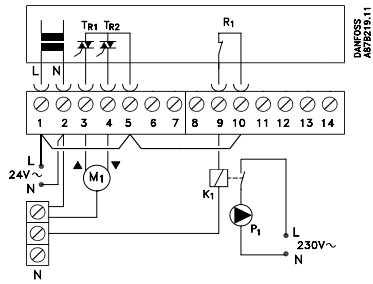 TR1 TR2 R1
DANFOSS
A87B219.11
L N
1 2 3 4 5 6 7 8 9 10 11 12 13 14
L
24V~
N
M1
K1
P1
L
230V~
N
N